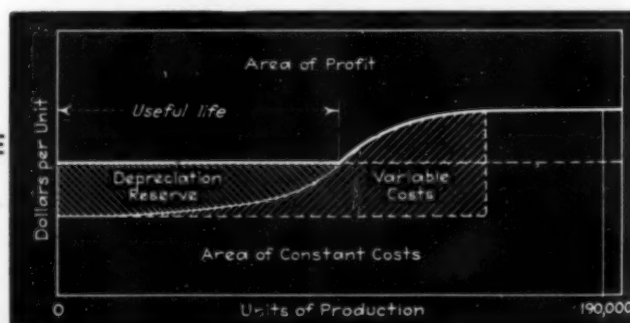 Area of Profit
Useful life
Dollars per Unit
Depreciation
Reserve
Variable
Costs
Area of Constant Costs
0
Units of Production
190,000